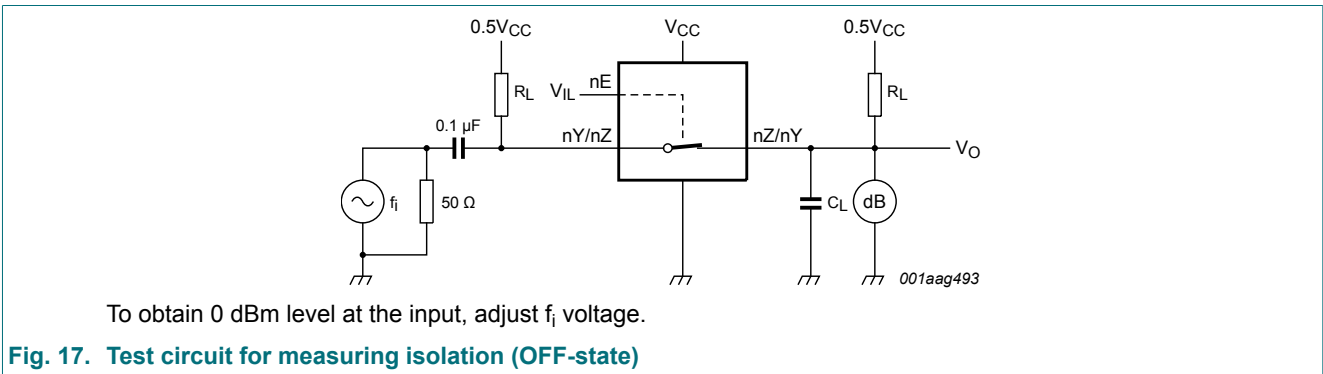 0.5VCC VCC 0.5VCC
RL VIL nE RL
0.1 µF nY/nZ nZ/nY VO
fi 50 Ω CL dB
001aag493
To obtain 0 dBm level at the input, adjust fi voltage.
Fig. 17. Test circuit for measuring isolation (OFF-state)